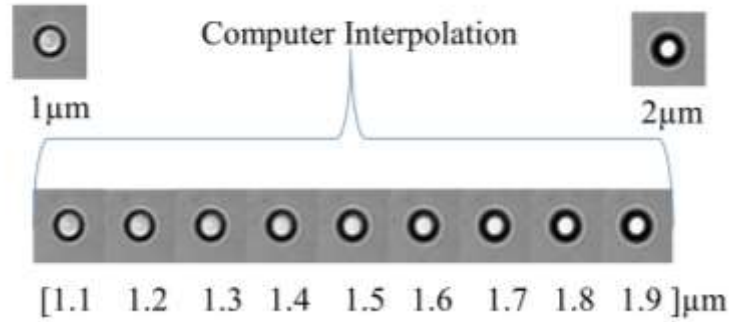 Computer Interpolation
1μm
2μm
[1.1 1.2 1.3 1.4 1.5 1.6 1.7 1.8 1.9 ]μm